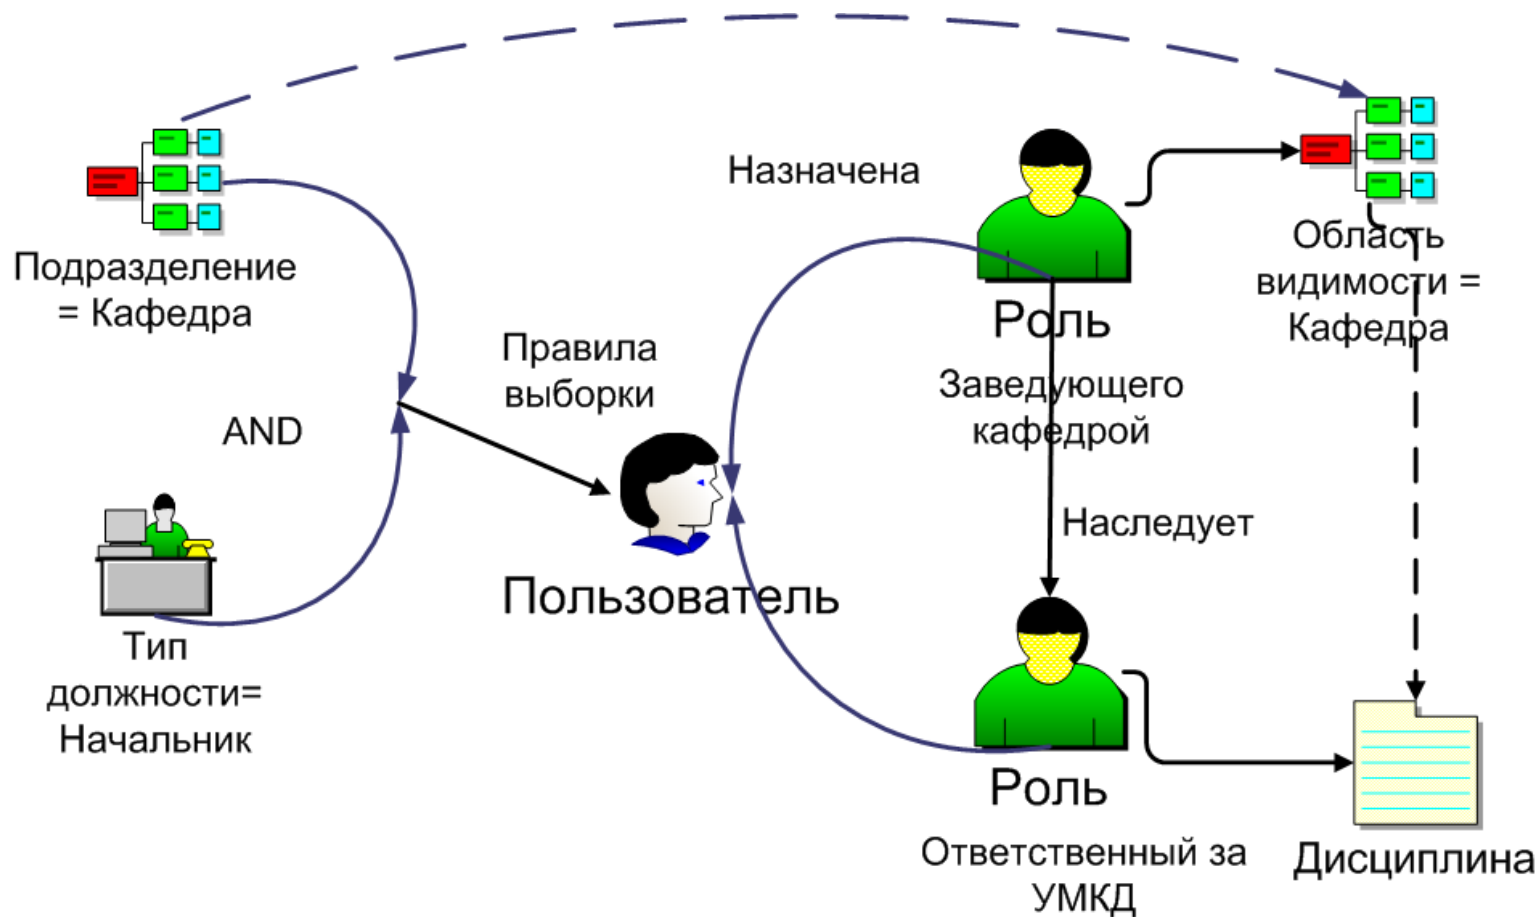 Назначена
Подразделение
= Кафедра
Область
видимости =
Кафедра
Роль
Заведующего
кафедрой
Правила
выборки
AND
Наследует
Пользователь
Тип
должности=
Начальник
Роль
Ответственный за
УМКД
Дисциплина